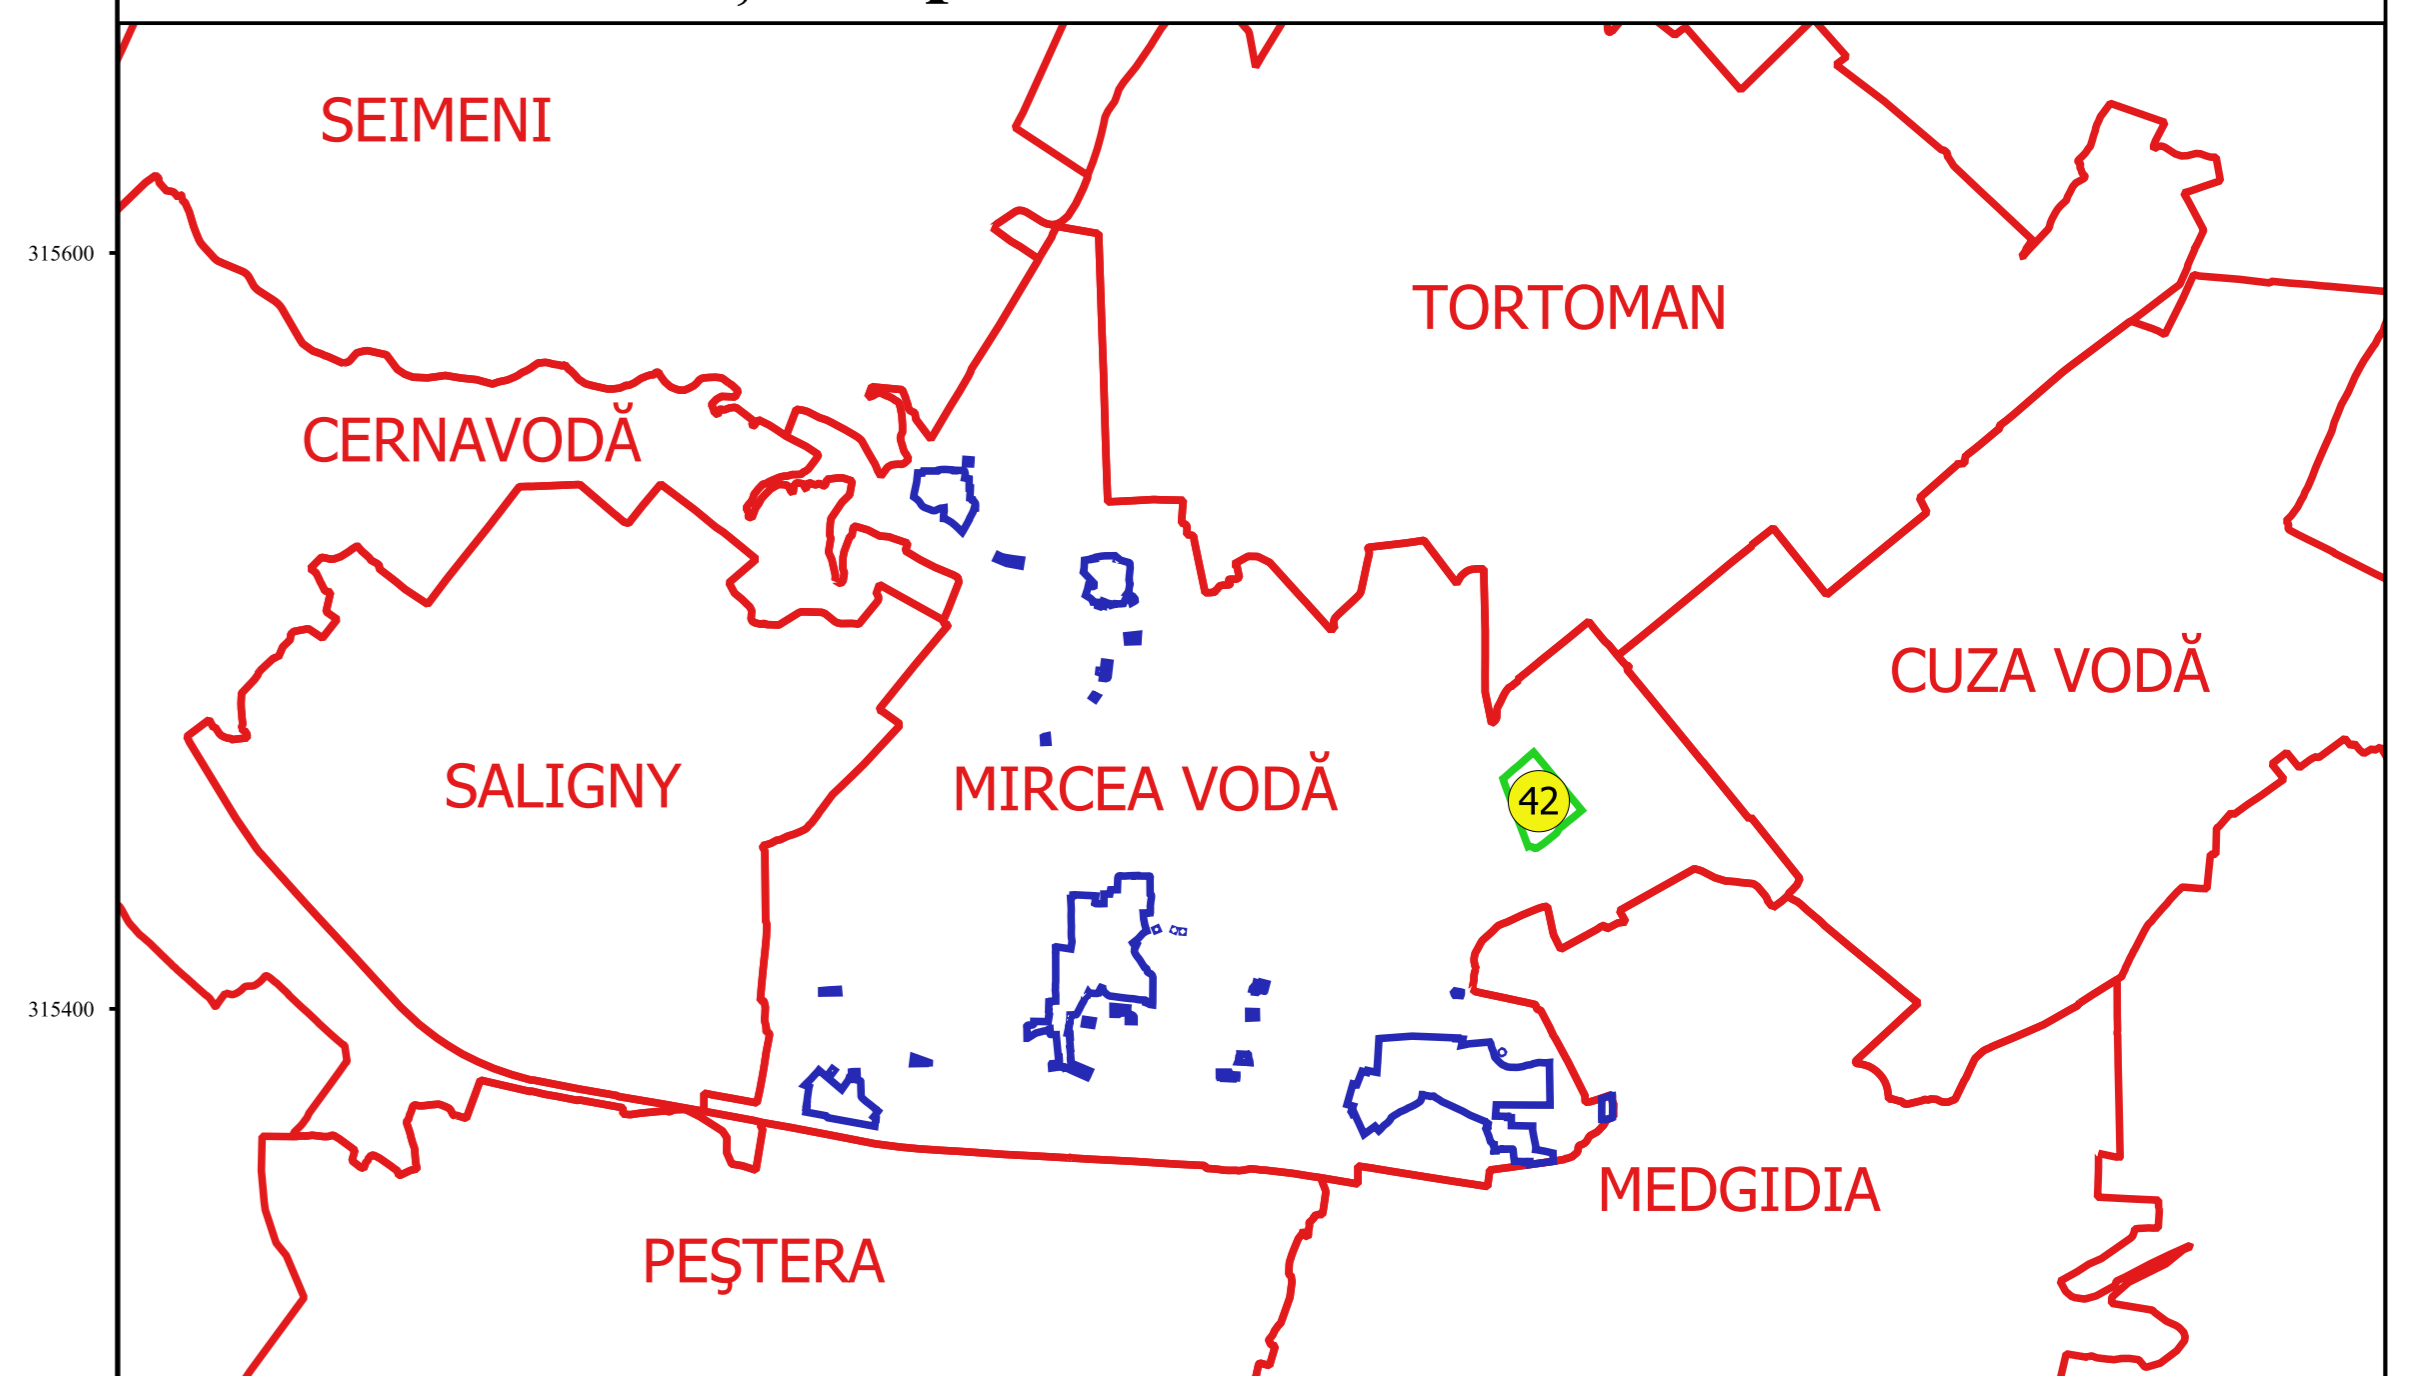 SEIMENI
315600
TORTOMAN
CERNAVODĂ
CUZA VODĂ
SALIGNY
MIRCEA VODĂ
42
315400
MEDGIDIA
PEŞTERA